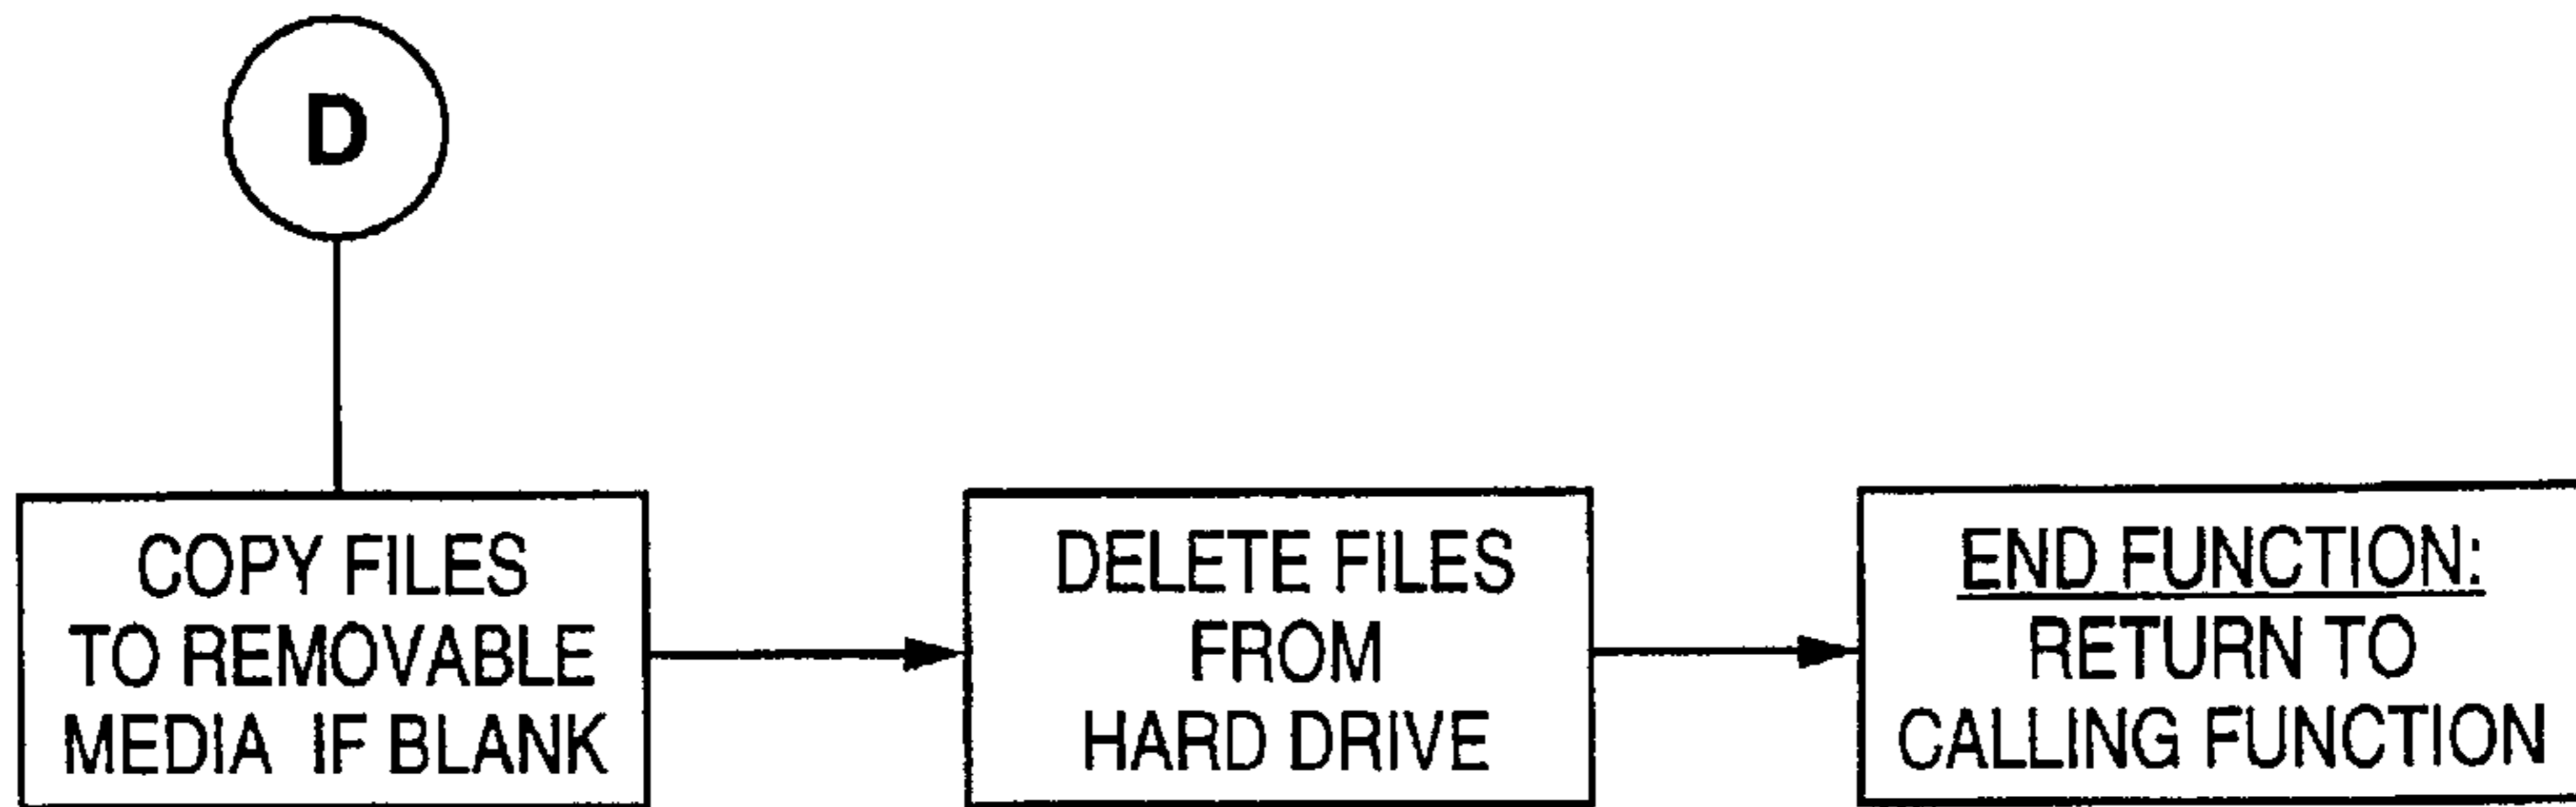 D
COPY FILES
TO REMOVABLE
MEDIA IF BLANK
DELETE FILES
FROM
HARD DRIVE
END FUNCTION:
RETURN TO
CALLING FUNCTION